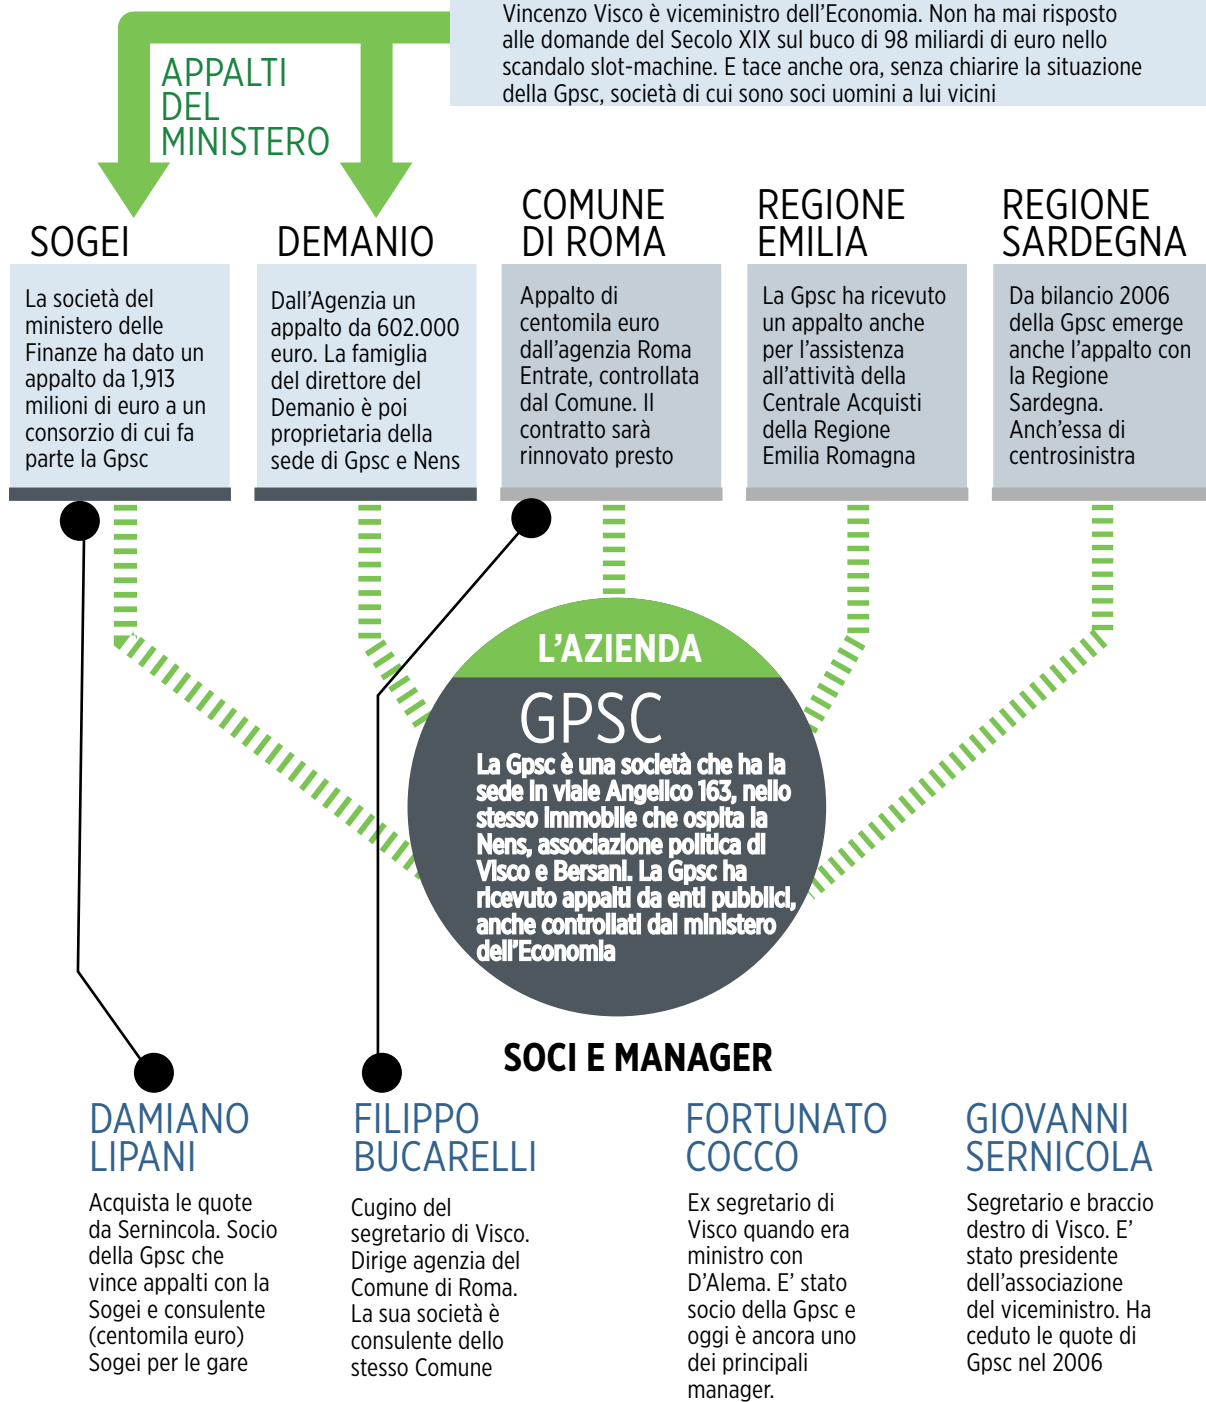 Vincenzo Visco è viceministro dell’Economia. Non ha mai risposto
alle domande del Secolo XIX sul buco di 98 miliardi di euro nello
scandalo slot-machine. E tace anche ora, senza chiarire la situazione
della Gpsc, società di cui sono soci uomini a lui vicini
APPALTI
DEL
MINISTERO
SOGEI
La società del
ministero delle
Finanze ha dato un
appalto da 1,913
milioni di euro a un
consorzio di cui fa
parte la Gpsc
DEMANIO
Dall’Agenzia un
appalto da 602.000
euro. La famiglia
del direttore del
Demanio è poi
proprietaria della
sede di Gpsc e Nens
COMUNE
DI ROMA
Appalto di
centomila euro
dall’agenzia Roma
Entrate, controllata
dal Comune. Il
contratto sarà
rinnovato presto
REGIONE
EMILIA
La Gpsc ha ricevuto
un appalto anche
per l’assistenza
all’attività della
Centrale Acquisti
della Regione
Emilia Romagna
REGIONE
SARDEGNA
Da bilancio 2006
della Gpsc emerge
anche l’appalto con
la Regione
Sardegna.
Anch’essa di
centrosinistra
L’AZIENDA
GPSC
La Gpsc è una società che ha la
sede in viale Angelico 163, nello
stesso immobile che ospita la
Nens, associazione politica di
Visco e Bersani. La Gpsc ha
ricevuto appalti da enti pubblici,
anche controllati dal ministero
dell’Economia
SOCI E MANAGER
DAMIANO
LIPANI
Acquista le quote
da Sernincola. Socio
della Gpsc che
vince appalti con la
Sogei e consulente
(centomila euro)
Sogei per le gare
FILIPPO
BUCARELLI
Cugino del
segretario di Visco.
Dirige agenzia del
Comune di Roma.
La sua società è
consulente dello
stesso Comune
FORTUNATO
COCCO
Ex segretario di
Visco quando era
ministro con
D’Alema. E’ stato
socio della Gpsc e
oggi è ancora uno
dei principali
manager.
GIOVANNI
SERNICOLA
Segretario e braccio
destro di Visco. E’
stato presidente
dell’associazione
del viceministro. Ha
ceduto le quote di
Gpsc nel 2006